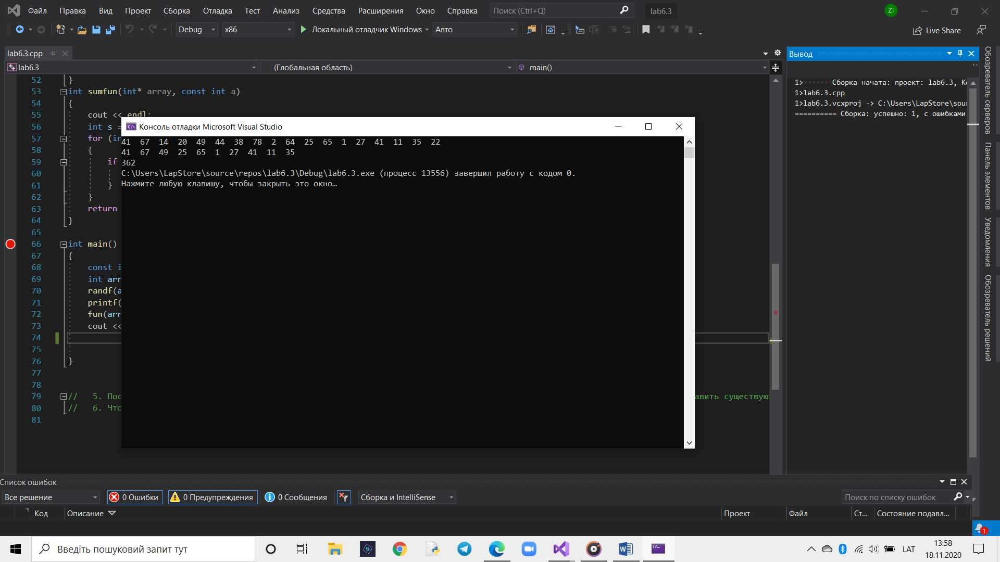 Файл Правка Вид Проект Сборка Отладка Тест Анализ Средства Расширения Окно Справка Поиск (Ctrl+Q) lab6.3 ZI
Debug x86 Локальный отладчик Windows Авто Live Share
lab6.3.cpp
lab6.3 (Глобальная область) main()
52 }
53 int sumfun(int* array, const int a)
54 {
55 cout << endl;
56 int s =
57 for (in
58 {
59 if
60
61 }
62 }
63 return
64 }
65
66 int main()
67 {
68 const i
69 int arr
70 randf(a
71 printf(
72 fun(arr
73 cout <<
74
75
76 }
77
78
79 // 5. Пос авить существую
80 // 6. Что
81
Консоль отладки Microsoft Visual Studio
41 67 14 20 49 44 38 78 2 64 25 65 1 27 41 11 35 22
41 67 49 25 65 1 27 41 11 35
362
C:\Users\LapStore\source\repos\lab6.3\Debug\lab6.3.exe (процесс 13556) завершил работу с кодом 0.
Нажмите любую клавишу, чтобы закрыть это окно…
Вывод
1>------ Сборка начата: проект: lab6.3, Ко
1>lab6.3.cpp
1>lab6.3.vcxproj -> C:\Users\LapStore\sour
========== Сборка: успешно: 1, с ошибками
Обозреватель серверов
Панель элементов
Уведомления
Обозреватель решений
Список ошибок
Все решение 0 Ошибки 0 Предупреждения 0 Сообщения Сборка и IntelliSense Поиск по списку ошибок
Код Описание Проект Файл Ст... Состояние подавл...
1
Введіть пошуковий запит тут
LAT
13:58
18.11.2020